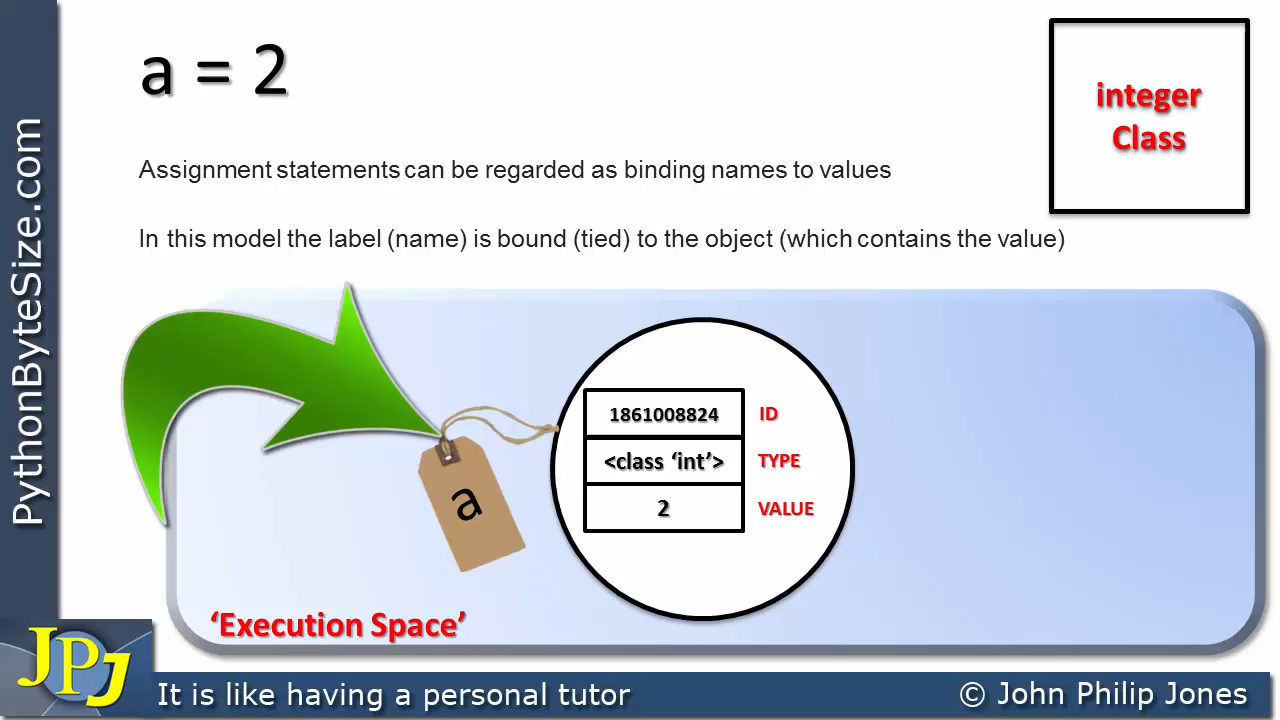 a = 2
integer
Class
Assignment statements can be regarded as binding names to values
In this model the label (name) is bound (tied) to the object (which contains the value)
1861008824 ID
<class ‘int’> TYPE
2 VALUE
a
‘Execution Space’
PythonByteSize.com
JPJ
It is like having a personal tutor
© John Philip Jones